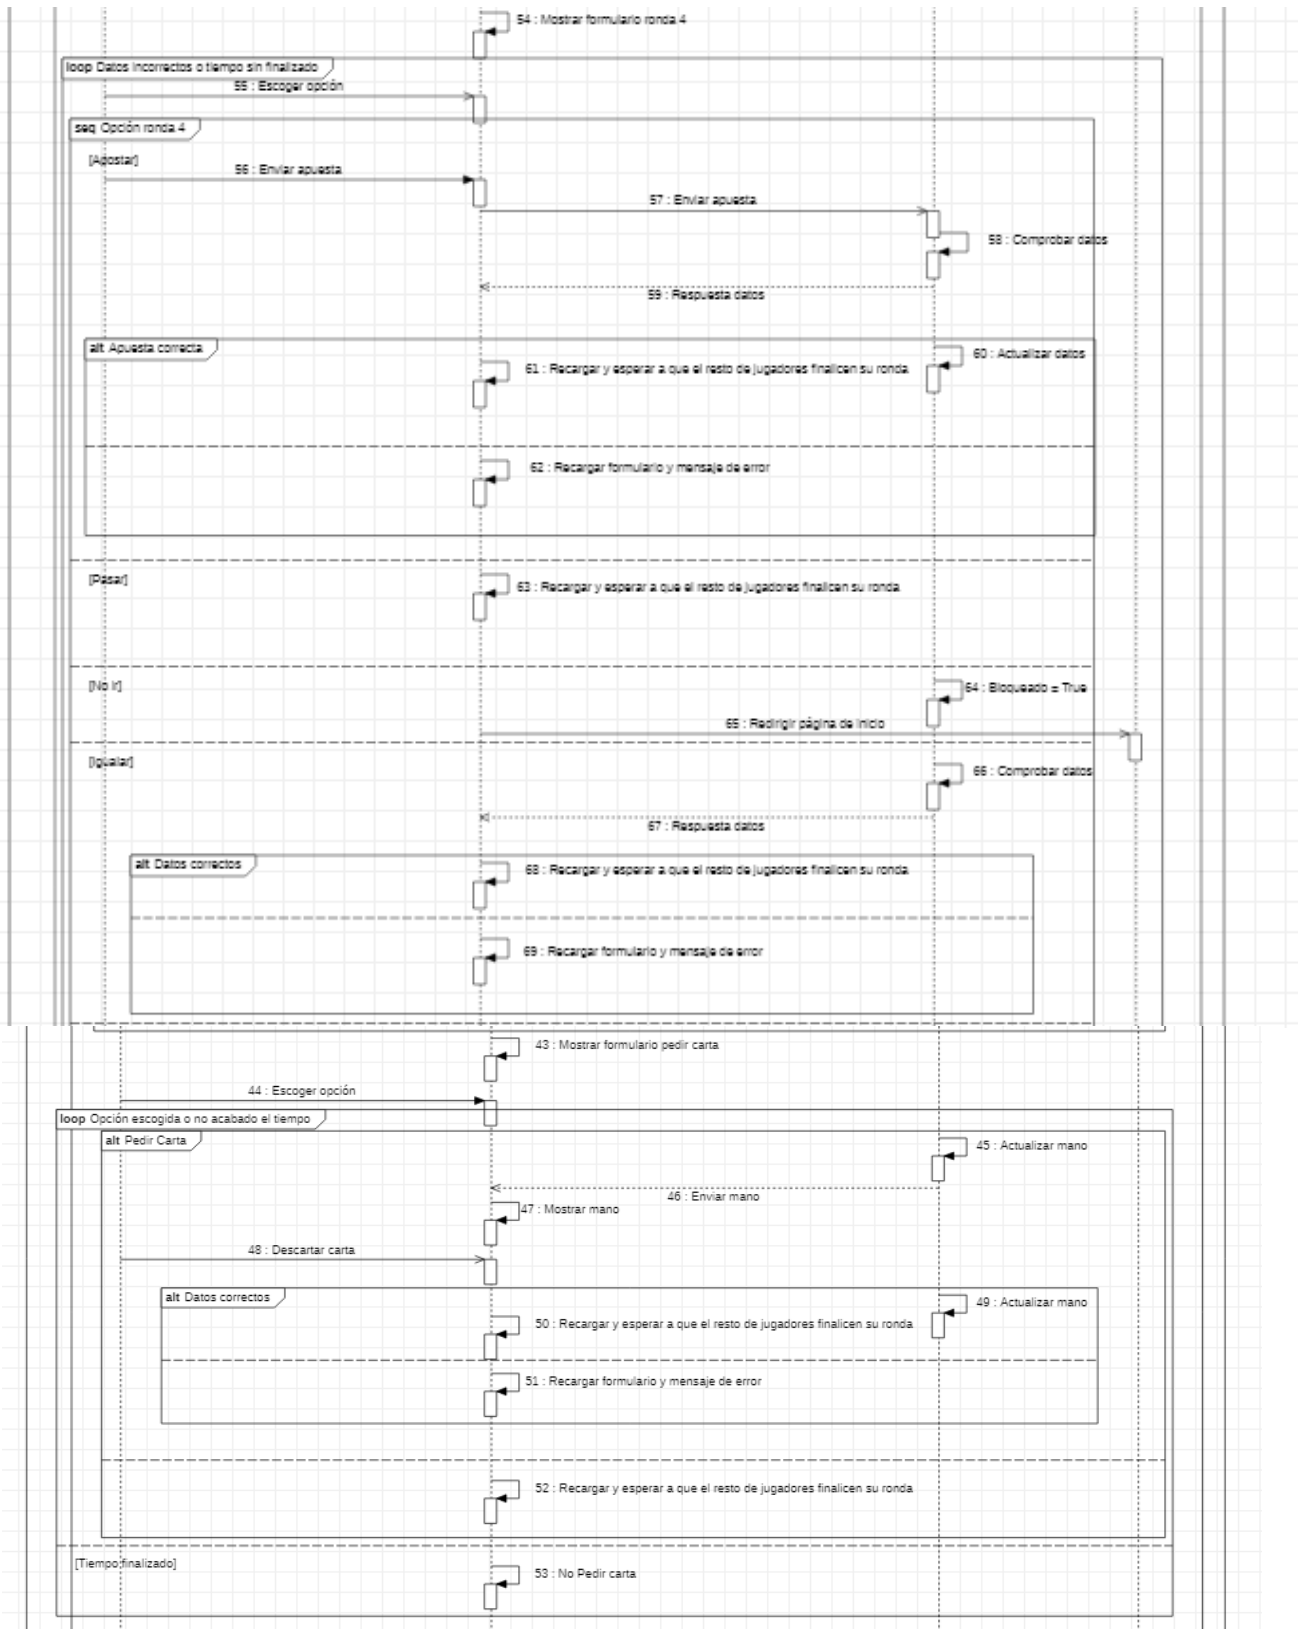 54 : Mostrar formulario ronda 4
loop Datos incorrectos o tiempo sin finalizado
55 : Escoger opción
seq Opción ronda 4
[Apostar]
56 : Enviar apuesta
57 : Enviar apuesta
58 : Comprobar datos
59 : Respuesta datos
alt Apuesta correcta
60 : Actualizar datos
61 : Recargar y esperar a que el resto de jugadores finalicen su ronda
62 : Recargar formulario y mensaje de error
[Pasar]
63 : Recargar y esperar a que el resto de jugadores finalicen su ronda
[No ir]
64 : Bloqueado = True
65 : Redirigir página de inicio
[Igualar]
66 : Comprobar datos
67 : Respuesta datos
alt Datos correctos
68 : Recargar y esperar a que el resto de jugadores finalicen su ronda
69 : Recargar formulario y mensaje de error
43 : Mostrar formulario pedir carta
44 : Escoger opción
loop Opción escogida o no acabado el tiempo
alt Pedir Carta
45 : Actualizar mano
46 : Enviar mano
47 : Mostrar mano
48 : Descartar carta
alt Datos correctos
49 : Actualizar mano
50 : Recargar y esperar a que el resto de jugadores finalicen su ronda
51 : Recargar formulario y mensaje de error
52 : Recargar y esperar a que el resto de jugadores finalicen su ronda
[Tiempo finalizado]
53 : No Pedir carta